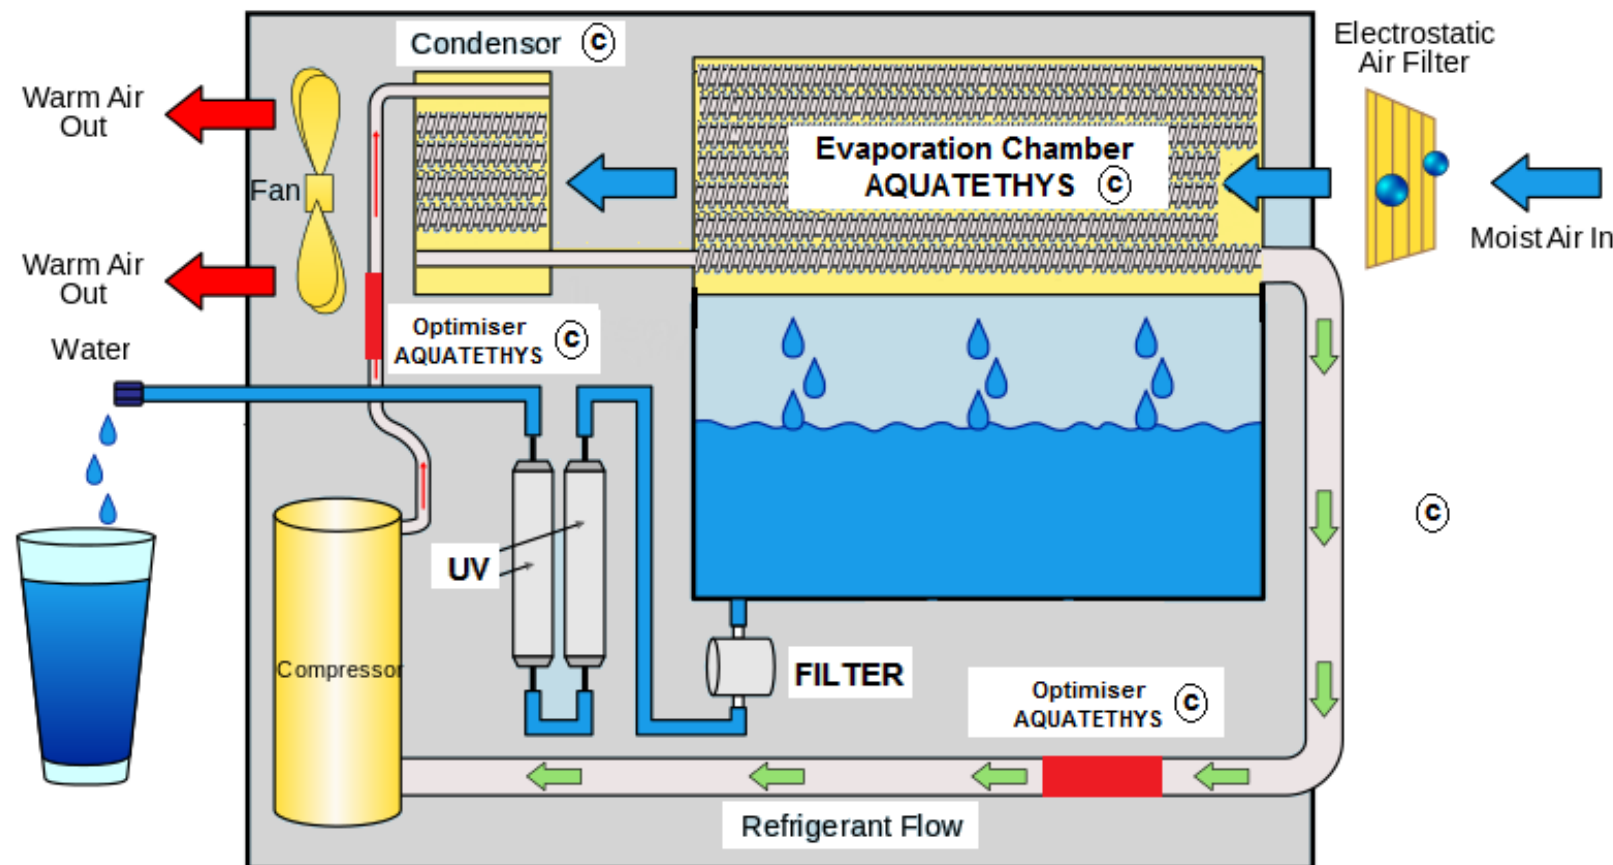 Condensor ©
Electrostatic
Air Filter
Warm Air
Out
Evaporation Chamber
AQUATETHYS ©
Fan
Moist Air In
Warm Air
Out
Optimiser
AQUATETHYS ©
Water
©
UV
Compressor
FILTER
Optimiser
AQUATETHYS ©
Refrigerant Flow